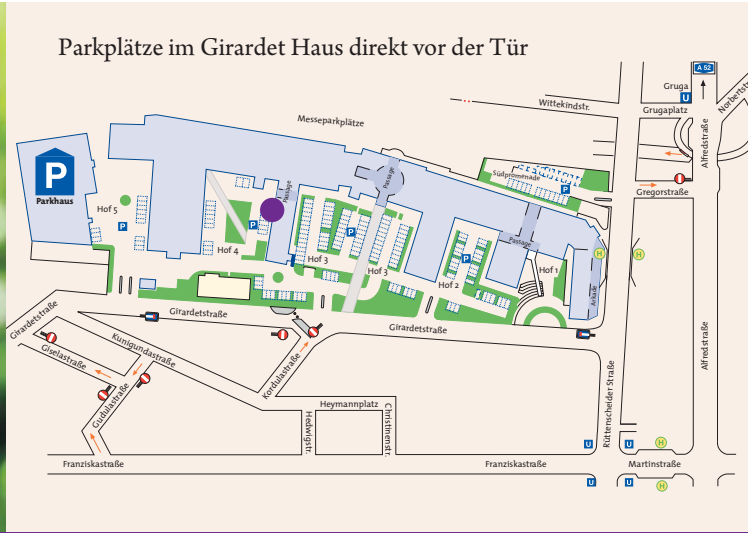 Parkplätze im Girardet Haus direkt vor der Tür
A 52
Gruga
U
Norbertstr
Wittekindstr.
Grugaplatz
Messeparkplätze
Alfredstraße
P
Parkhaus
Passage
Passage
Südpromenade
P
Gregorstraße
Hof 5
P
P
P
Hof 4
Hof 3
Hof 3
Passage
P
Hof 2
Hof 1
H
H
Arkade
Girardetstraße
Girardetstraße
Girardetstraße
Kunigundastraße
Giselastraße
Gudulastraße
Kordulastraße
Alfredstraße
Rüttenscheider Straße
Heymannplatz
Hedwigstr.
Christinenstr.
U
U
H
Franziskastraße
Franziskastraße
Martinstraße
U
U
H